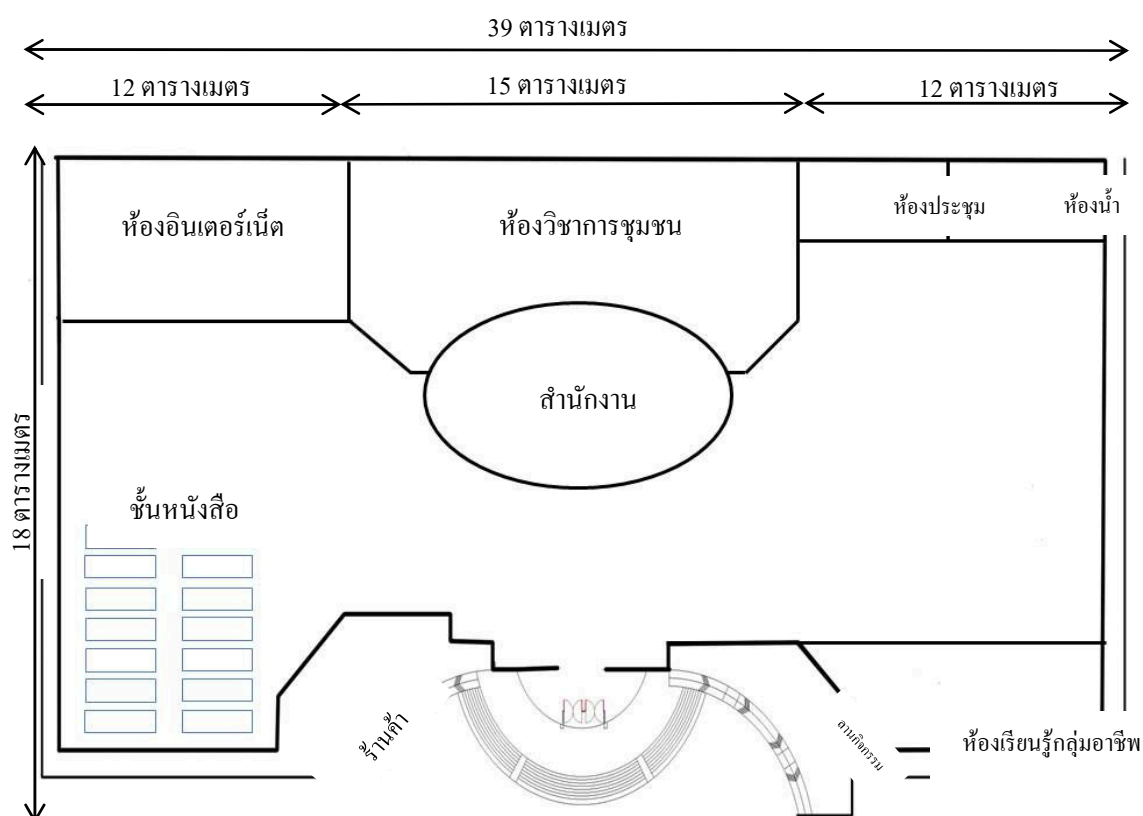 39 ตารางเมตร
12 ตารางเมตร
15 ตารางเมตร
12 ตารางเมตร
ห้องอินเตอร์เน็ต
ห้องวิชาการชุมชน
ห้องประชุม
ห้องน้ำ
สำนักงาน
18 ตารางเมตร
ชั้นหนังสือ
ร้านค้า
ลานกิจกรรม
ห้องเรียนรู้กลุ่มอาชีพ